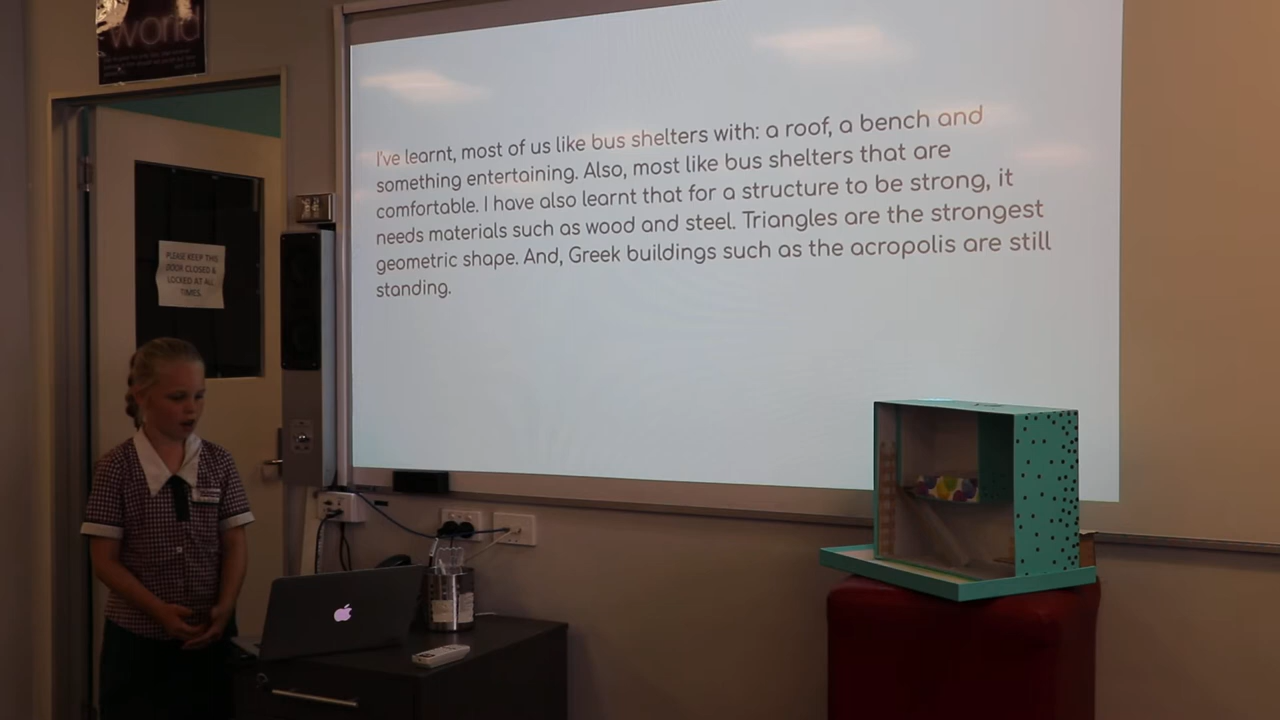 world
I've learnt, most of us like bus shelters with: a roof, a bench and
something entertaining. Also, most like bus shelters that are
comfortable. I have also learnt that for a structure to be strong, it
needs materials such as wood and steel. Triangles are the strongest
geometric shape. And, Greek buildings such as the acropolis are still
standing.
PLEASE KEEP THIS
DOOR CLOSED &
LOCKED AT ALL
TIMES.